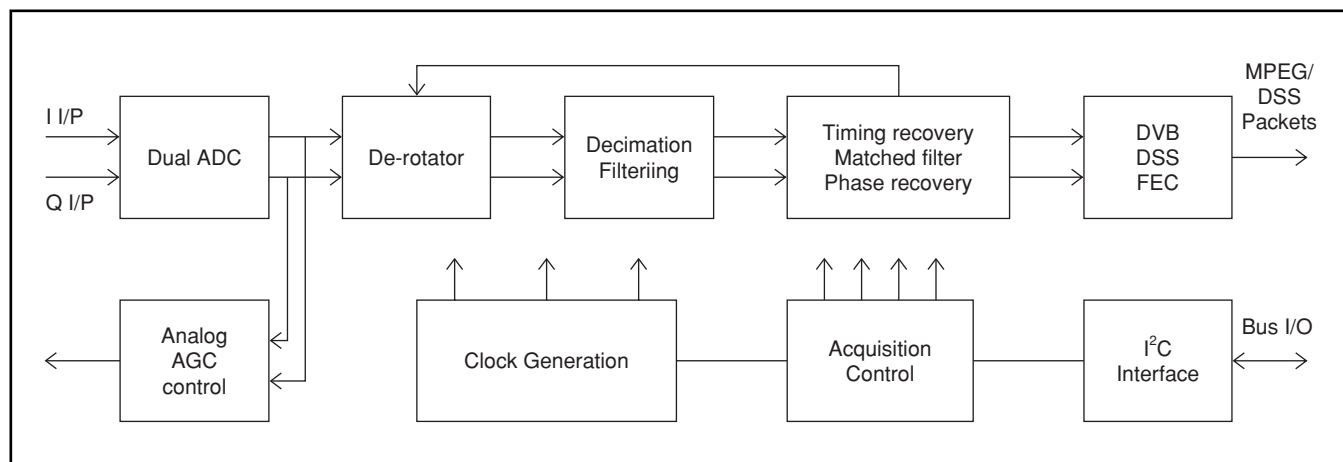 I I/P
Q I/P
Dual ADC
De-rotator
Decimation
Filteriing
Timing recovery
Matched filter
Phase recovery
DVB
DSS
FEC
MPEG/
DSS
Packets
Analog
AGC
control
Clock Generation
Acquisition
Control
I²C
Interface
Bus I/O